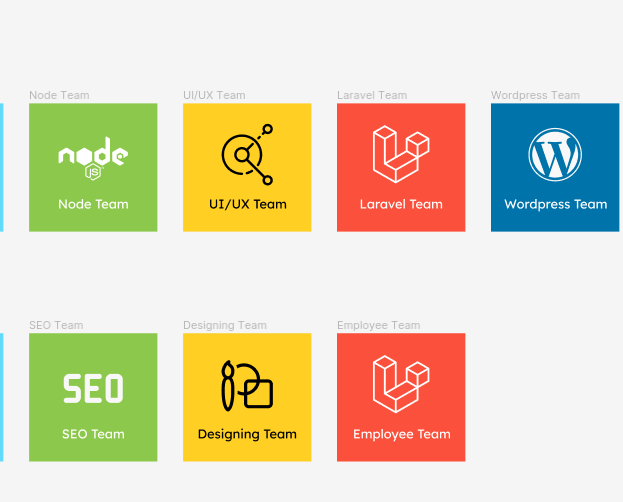 Node Team
UI/UX Team
Laravel Team
Wordpress Team
node
JS
W
Node Team
UI/UX Team
Laravel Team
Wordpress Team
SEO Team
Designing Team
Employee Team
SEO
SEO Team
Designing Team
Employee Team